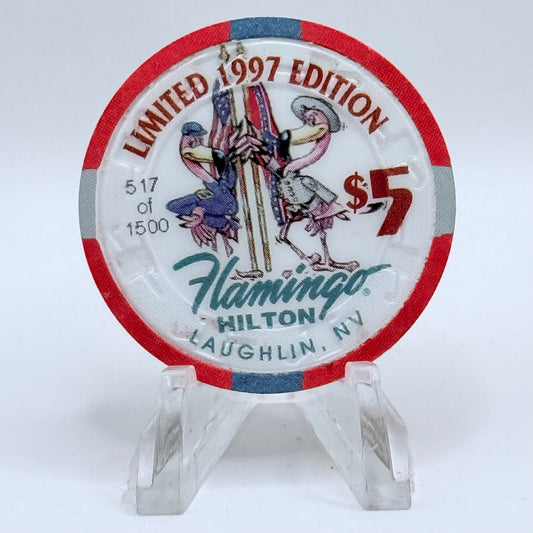 LIMITED 1997 EDITION
517
of
1500
$5
Flamingo®
HILTON
LAUGHLIN, NV